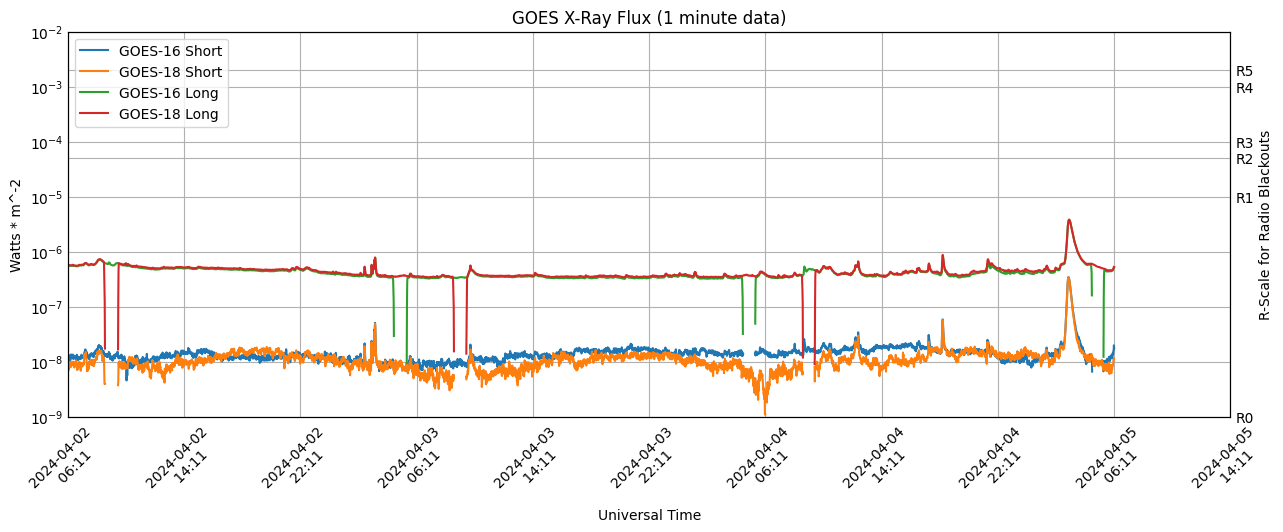 GOES X-Ray Flux (1 minute data)
GOES-16 Short
GOES-18 Short
GOES-16 Long
GOES-18 Long
10^-2
10^-3
10^-4
10^-5
10^-6
10^-7
10^-8
10^-9
Watts * m^-2
R5
R4
R3
R2
R1
R0
R-Scale for Radio Blackouts
2024-04-02
06:11
2024-04-02
14:11
2024-04-02
22:11
2024-04-03
06:11
2024-04-03
14:11
2024-04-03
22:11
2024-04-04
06:11
2024-04-04
14:11
2024-04-04
22:11
2024-04-05
06:11
2024-04-05
14:11
Universal Time